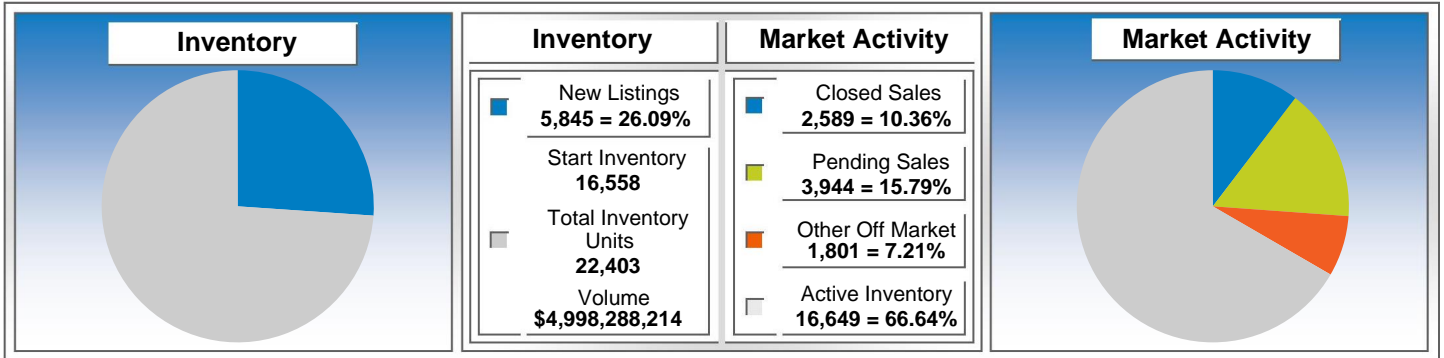 Inventory
Inventory
Market Activity
New Listings
5,845 = 26.09%
Start Inventory
16,558
Total Inventory
Units
22,403
Volume
$4,998,288,214
Closed Sales
2,589 = 10.36%
Pending Sales
3,944 = 15.79%
Other Off Market
1,801 = 7.21%
Active Inventory
16,649 = 66.64%
Market Activity